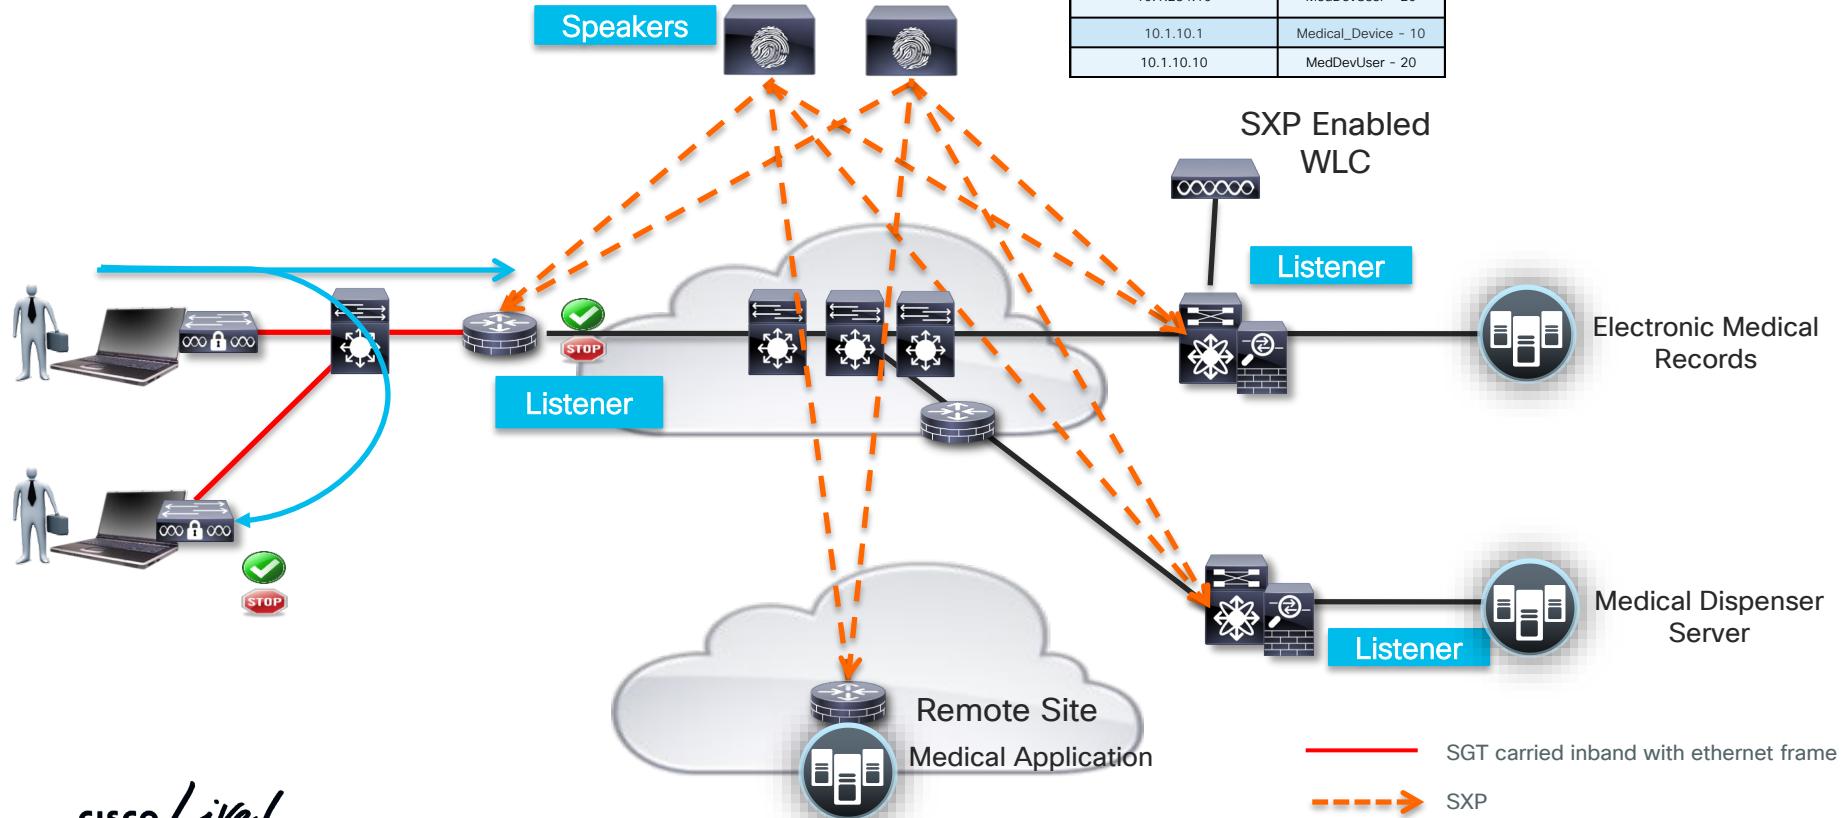 Speakers
10.1.10.1 Medical_Device - 10
10.1.10.10 MedDevUser - 20
SXP Enabled
WLC
Listener
Electronic Medical
Records
STOP
Listener
STOP
Medical Dispenser
Server
Listener
Remote Site
Medical Application
SGT carried inband with ethernet frame
SXP
cisco Live!